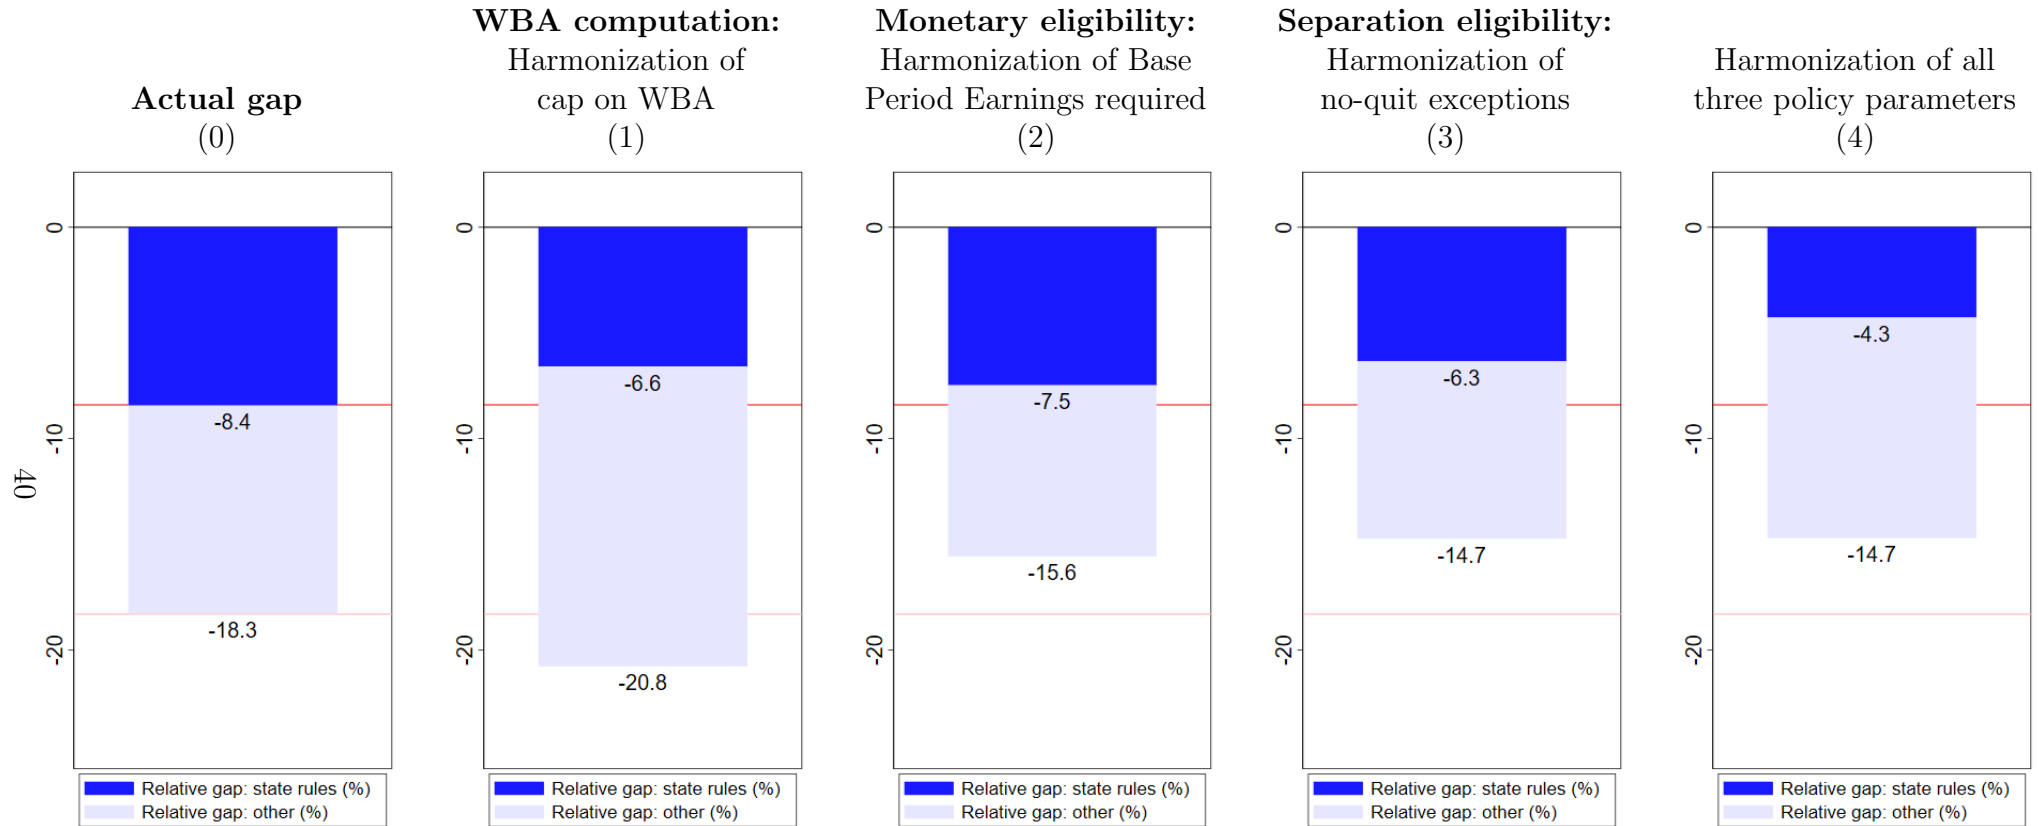 Actual gap
(0)
WBA computation:
Harmonization of
cap on WBA
(1)
Monetary eligibility:
Harmonization of Base
Period Earnings required
(2)
Separation eligibility:
Harmonization of
no-quit exceptions
(3)
Harmonization of all
three policy parameters
(4)
0
-10
-20
-8.4
-18.3
Relative gap: state rules (%)
Relative gap: other (%)
0
-10
-20
-6.6
-20.8
Relative gap: state rules (%)
Relative gap: other (%)
0
-10
-20
-7.5
-15.6
Relative gap: state rules (%)
Relative gap: other (%)
0
-10
-20
-6.3
-14.7
Relative gap: state rules (%)
Relative gap: other (%)
0
-10
-20
-4.3
-14.7
Relative gap: state rules (%)
Relative gap: other (%)
40